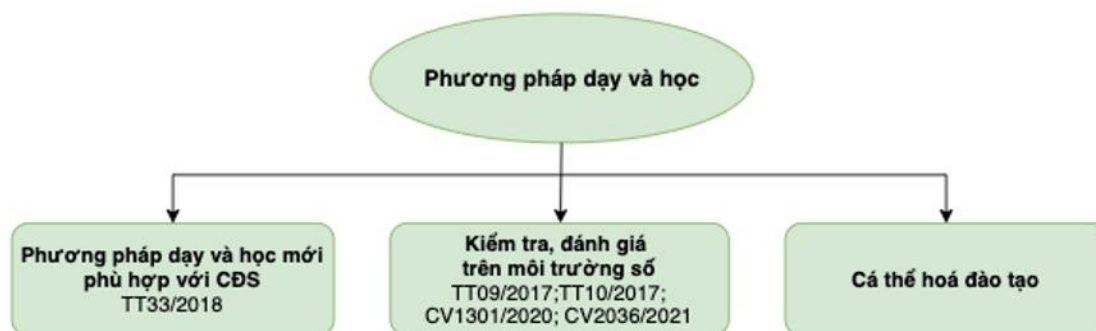 Phương pháp dạy và học
Phương pháp dạy và học mới
phù hợp với CĐS
TT33/2018
Kiểm tra, đánh giá
trên môi trường số
TT09/2017;TT10/2017;
CV1301/2020; CV2036/2021
Cá thể hoá đào tạo